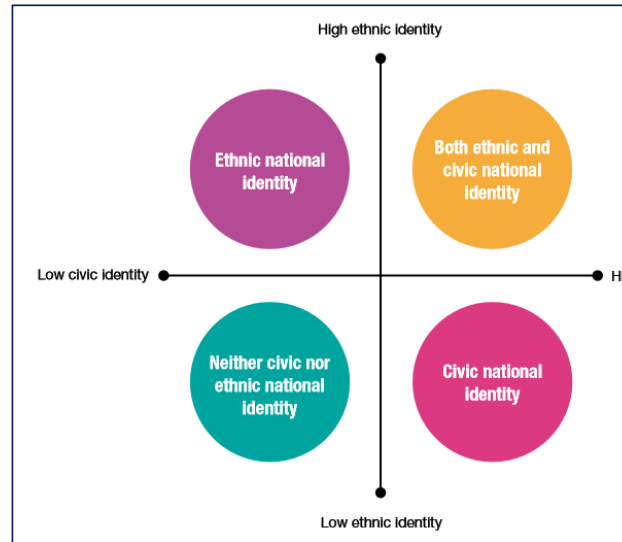 High ethnic identity
Ethnic national
identity
Both ethnic and
civic national
identity
Low civic identity
Neither civic nor
ethnic national
identity
Civic national
identity
Low ethnic identity